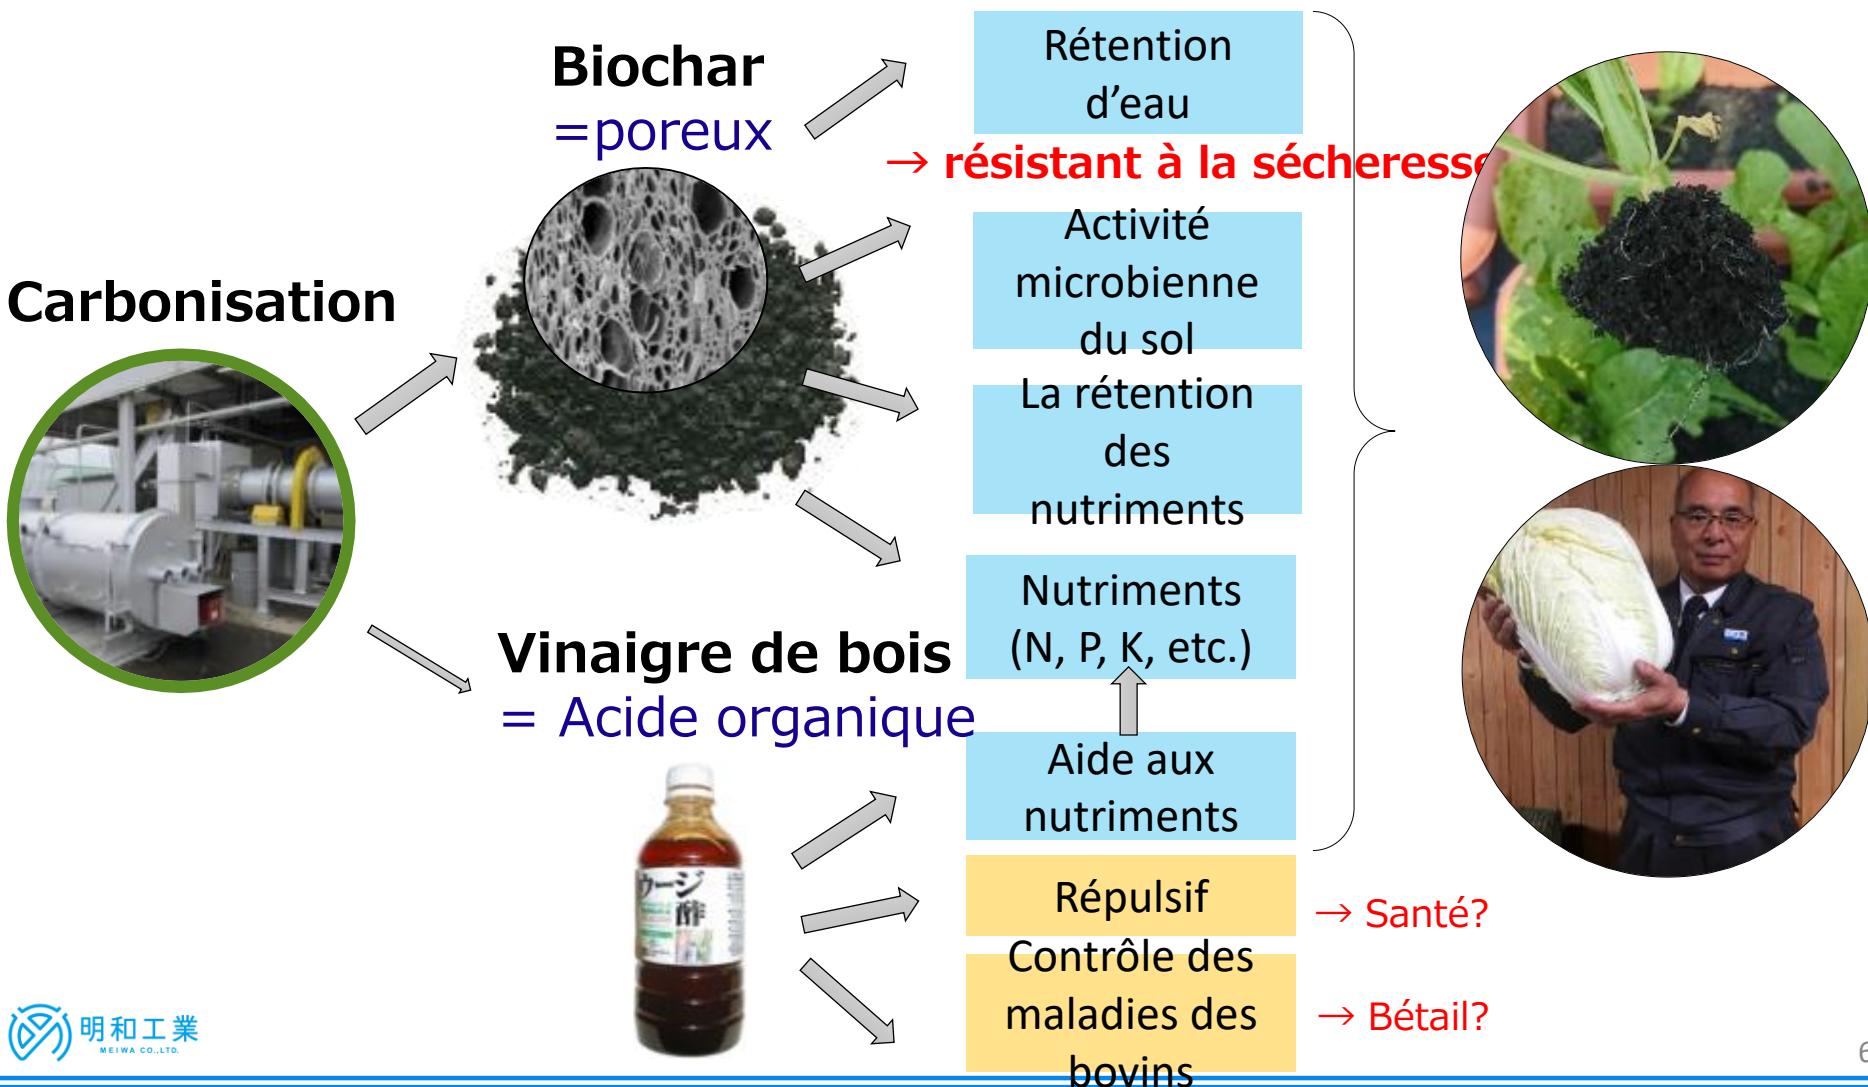 Carbonisation
Biochar
=poreux
Rétention
d’eau
→ résistant à la sécheresse
Activité
microbienne
du sol
La rétention
des
nutriments
Nutriments
(N, P, K, etc.)
Vinaigre de bois
= Acide organique
Aide aux
nutriments
ウージ
酢
Répulsif
→ Santé?
Contrôle des
maladies des
bovins
→ Bétail?
明和工業
MEIWA CO.,LTD.
6